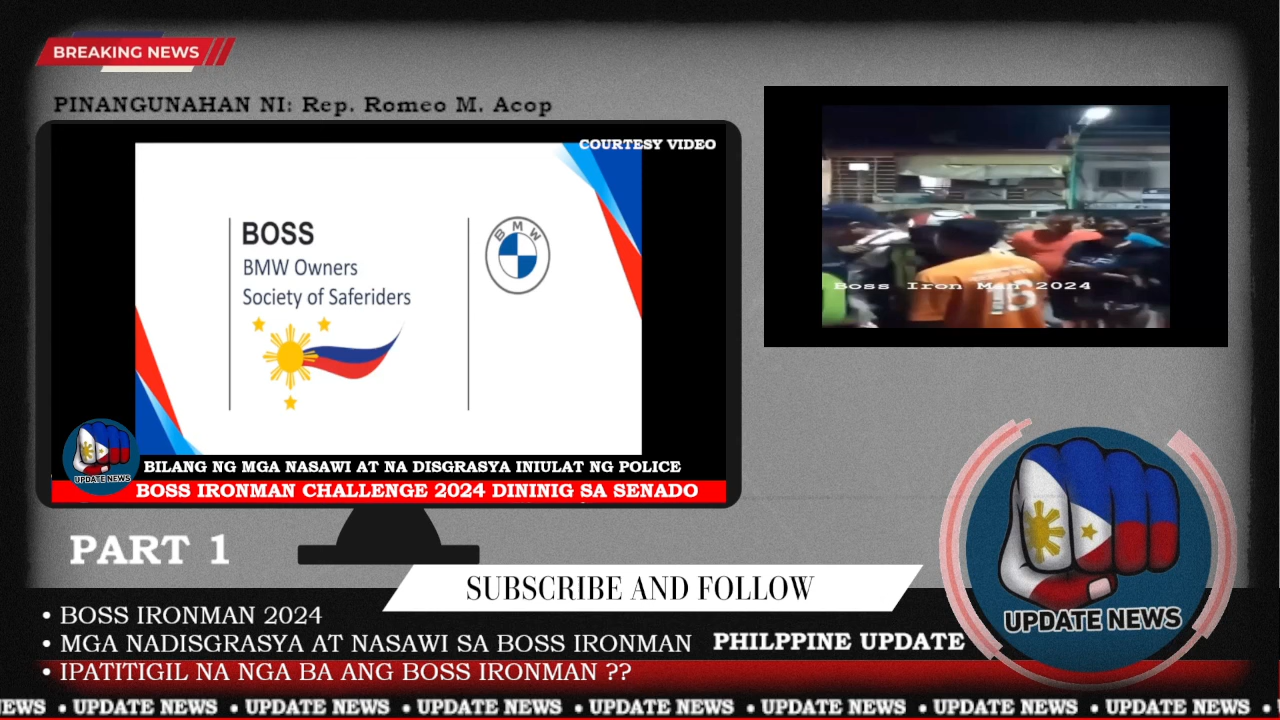 BREAKING NEWS
PINANGUNAHAN NI: Rep. Romeo M. Acop
COURTESY VIDEO
BOSS
BMW Owners
Society of Saferiders
BMW
Boss Iron Man 2024
16
UPDATE NEWS
BILANG NG MGA NASAWI AT NA DISGRASYA INIULAT NG POLICE
BOSS IRONMAN CHALLENGE 2024 DININIG SA SENADO
PART 1
SUBSCRIBE AND FOLLOW
UPDATE NEWS
• BOSS IRONMAN 2024
• MGA NADISGRASYA AT NASAWI SA BOSS IRONMAN
PHILPPINE UPDATE
• IPATITIGIL NA NGA BA ANG BOSS IRONMAN ??
EWS • UPDATE NEWS • UPDATE NEWS • UPDATE NEWS • UPDATE NEWS • UPDATE NEWS • UPDATE NEWS • UPDATE NEWS •